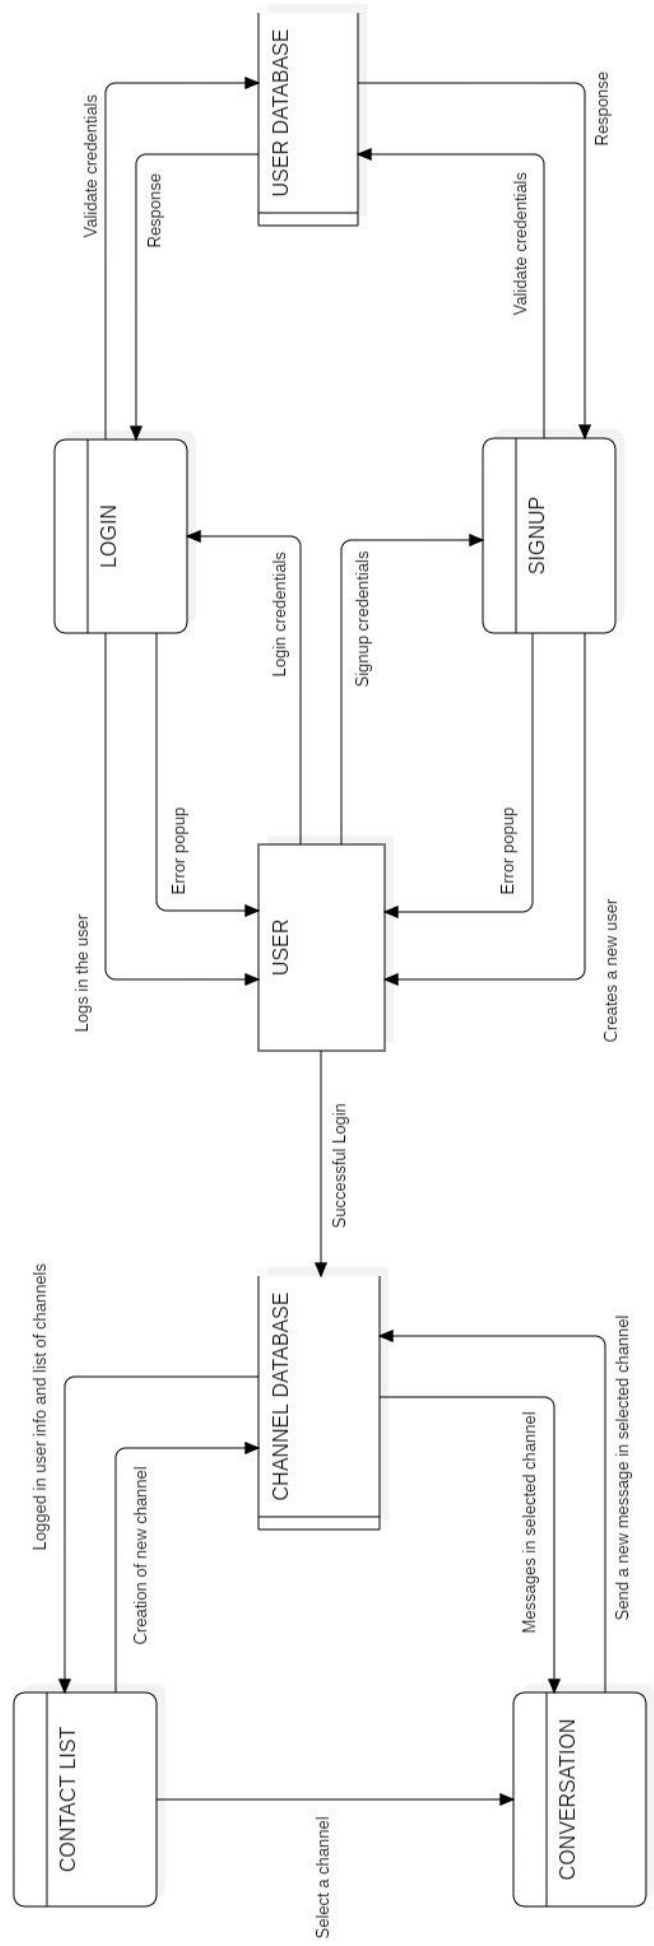 CONTACT LIST
Logged in user info and list of channels
Creation of new channel
Select a channel
CHANNEL DATABASE
Messages in selected channel
Send a new message in selected channel
CONVERSATION
Successful Login
Logs in the user
Error popup
USER
Login credentials
Signup credentials
Error popup
Creates a new user
LOGIN
SIGNUP
Validate credentials
Response
USER DATABASE
Validate credentials
Response